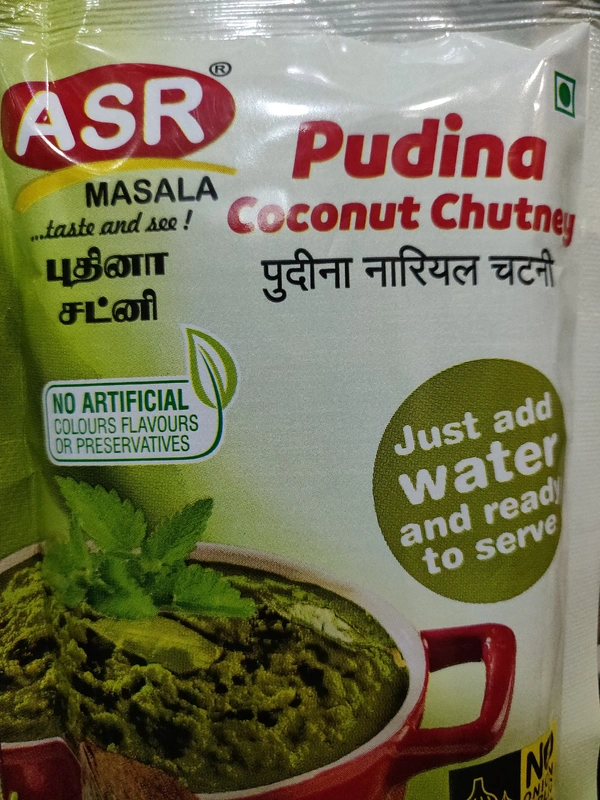 ASR®
MASALA
...taste and see!
புதினா
சட்னி
Pudina
Coconut Chutney
पुदीना नारियल चटनी
NO ARTIFICIAL
COLOURS FLAVOURS
OR PRESERVATIVES
Just add
water
and ready
to serve
NO
ONION